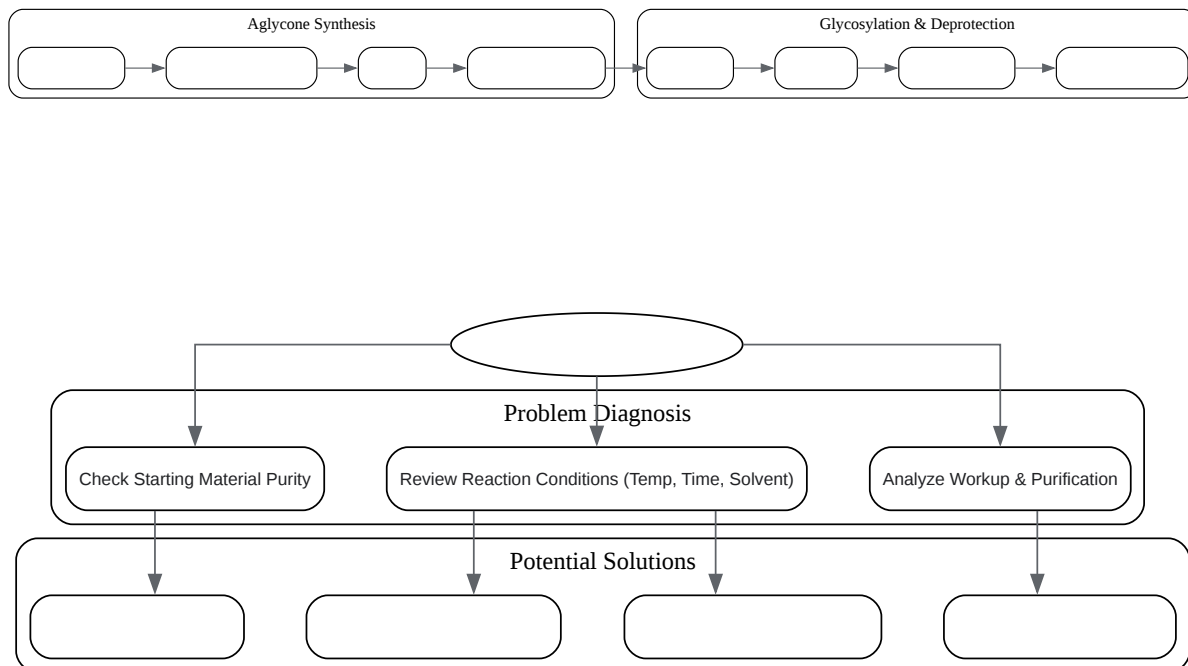 Aglycone Synthesis
Glycosylation & Deprotection
Problem Diagnosis
Check Starting Material Purity
Review Reaction Conditions (Temp, Time, Solvent)
Analyze Workup & Purification
Potential Solutions